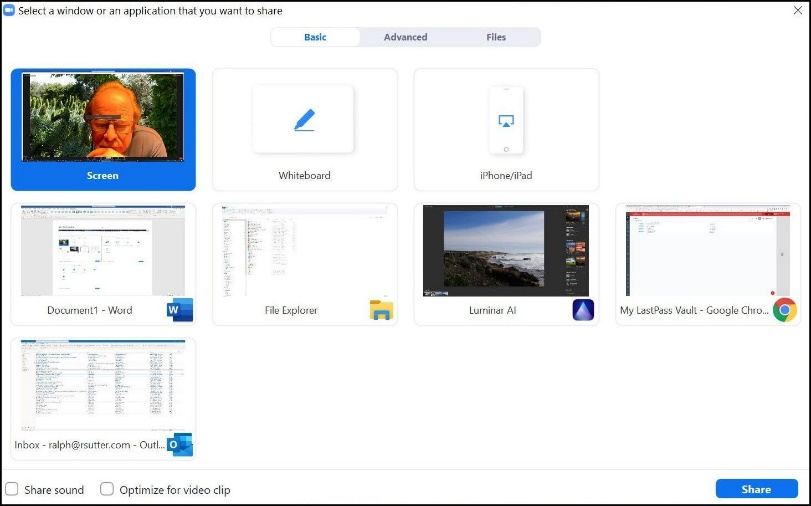 Select a window or an application that you want to share
Basic
Advanced
Files
Screen
Whiteboard
iPhone/iPad
Document1 - Word
File Explorer
Luminar AI
My LastPass Vault - Google Chro...
Inbox - ralph@rsutter.com - Outl...
Share sound
Optimize for video clip
Share